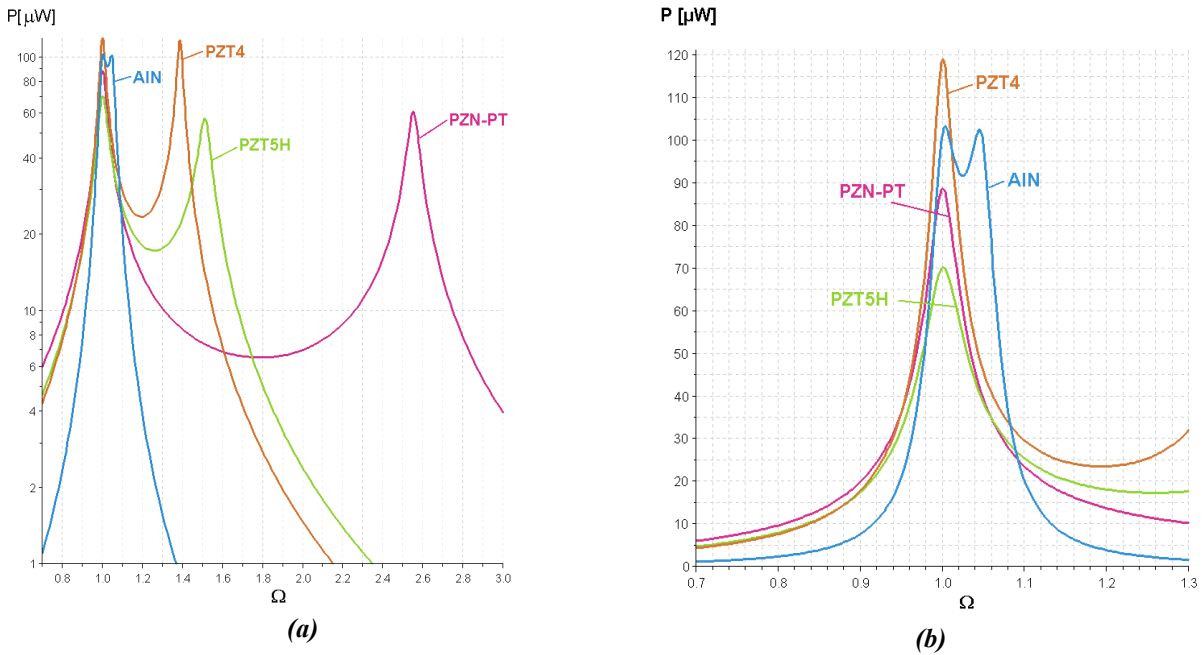 P[μW]
100
80
60
40
20
10
8
6
4
2
1
0.8 1.0 1.2 1.4 1.6 1.8 2.0 2.2 2.4 2.6 2.8 3.0
Ω
PZT4
AlN
PZT5H
PZN-PT
(a)
P [μW]
120
110
100
90
80
70
60
50
40
30
20
10
0
0.7 0.8 0.9 1.0 1.1 1.2 1.3
Ω
PZT4
AlN
PZN-PT
PZT5H
(b)